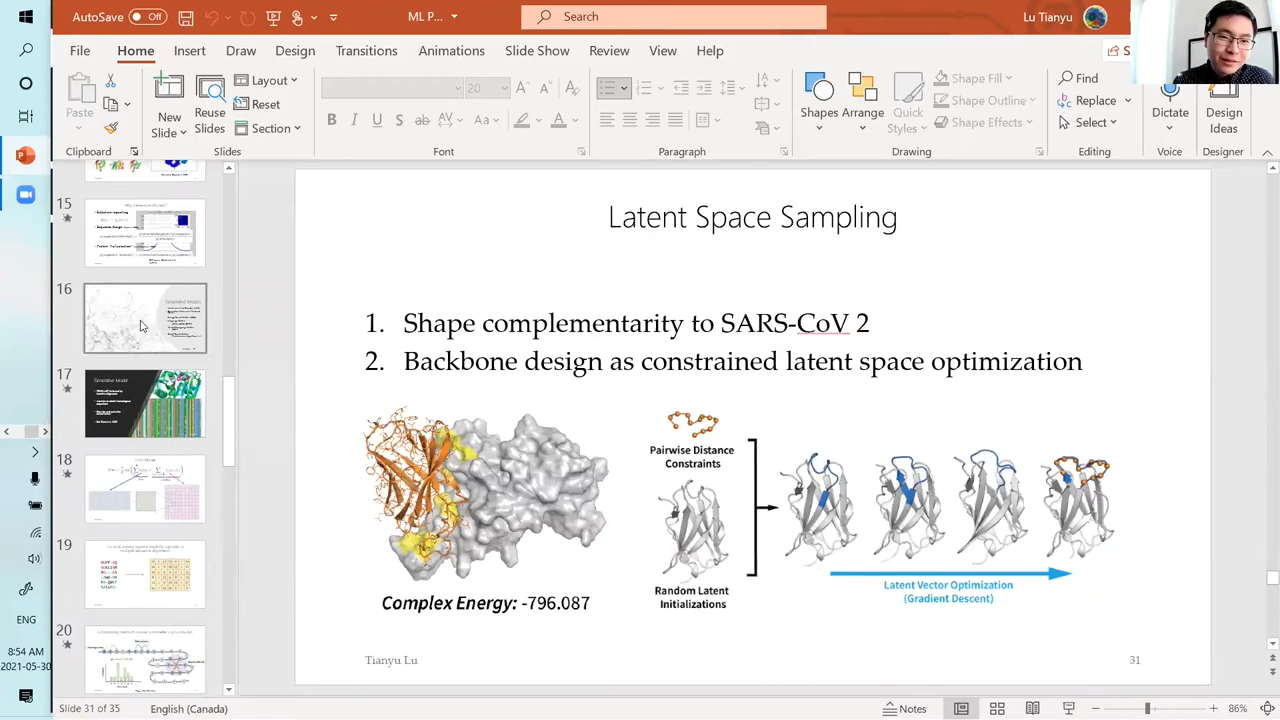 AutoSave Off
ML P...
Search
Lu Tianyu
File Home Insert Draw Design Transitions Animations Slide Show Review View Help
Paste
Clipboard
New Slide
Reuse Slides
Layout
Reset
Section
Slides
20
Font
Paragraph
Shapes
Arrange
Quick Styles
Shape Fill
Shape Outline
Shape Effects
Drawing
Find
Replace
Select
Editing
Dictate
Voice
Design Ideas
Designer
15
16
17
18
19
20
Latent Space Sampling
1. Shape complementarity to SARS-CoV 2
2. Backbone design as constrained latent space optimization
Pairwise Distance
Constraints
Random Latent
Initializations
Latent Vector Optimization
(Gradient Descent)
Complex Energy: -796.087
Tianyu Lu
31
ENG
8:54 AM
2021-05-30
Slide 31 of 35
English (Canada)
Notes
86%